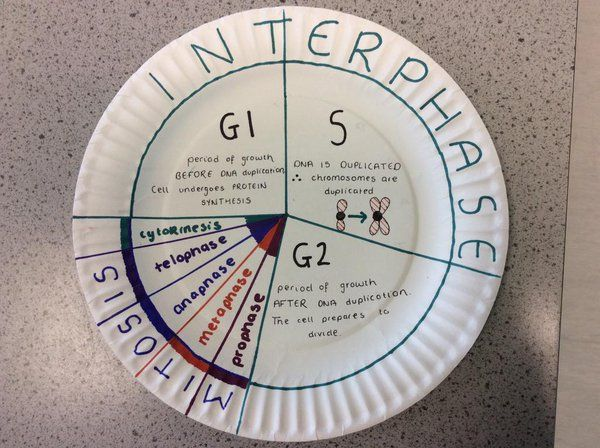 INTERPHASE
G1
period of growth
BEFORE DNA duplication
Cell undergoes PROTEIN
SYNTHESIS
S
DNA IS DUPLICATED
∴ chromosomes are
duplicated
G2
period of growth
AFTER DNA duplication.
The cell prepares to
divide.
cytokinesis
telophase
anaphase
metaphase
prophase
MITOSIS